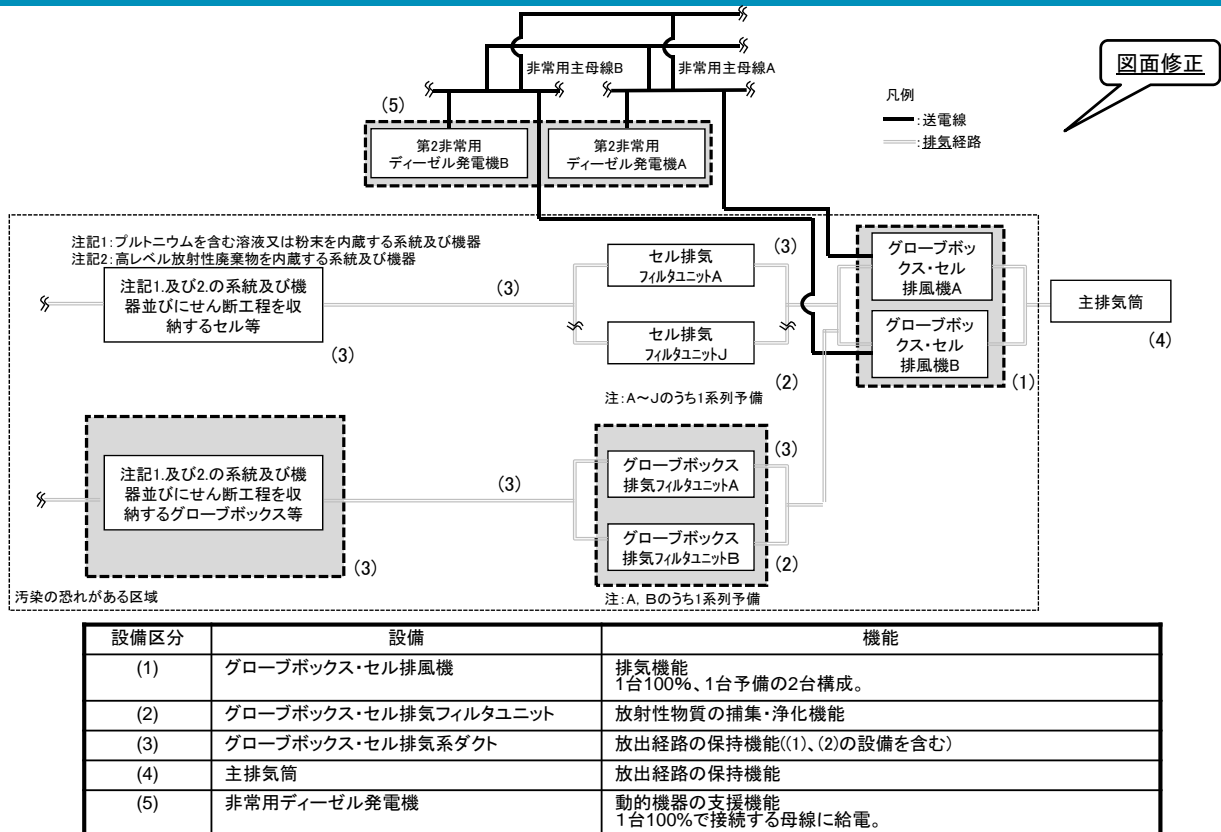 非常用主母線B
非常用主母線A
図面修正
凡例
:送電線
:排気経路
(5)
第2非常用
ディーゼル発電機B
第2非常用
ディーゼル発電機A
注記1:プルトニウムを含む溶液又は粉末を内蔵する系統及び機器
注記2:高レベル放射性廃棄物を内蔵する系統及び機器
注記1.及び2.の系統及び機
器並びにせん断工程を収
納するセル等
(3)
(3)
セル排気
フィルタユニットA
(3)
セル排気
フィルタユニットJ
(2)
注:A～Jのうち1系列予備
グローブボッ
クス・セル
排風機A
グローブボッ
クス・セル
排風機B
(1)
主排気筒
(4)
注記1.及び2.の系統及び機
器並びにせん断工程を収
納するグローブボックス等
(3)
(3)
グローブボックス
排気フィルタユニットA
(3)
グローブボックス
排気フィルタユニットB
(2)
注:A, Bのうち1系列予備
汚染の恐れがある区域
設備区分 設備 機能
(1) グローブボックス・セル排風機 排気機能
1台100%、1台予備の2台構成。
(2) グローブボックス・セル排気フィルタユニット 放射性物質の捕集・浄化機能
(3) グローブボックス・セル排気系ダクト 放出経路の保持機能((1)、(2)の設備を含む)
(4) 主排気筒 放出経路の保持機能
(5) 非常用ディーゼル発電機 動的機器の支援機能
1台100%で接続する母線に給電。